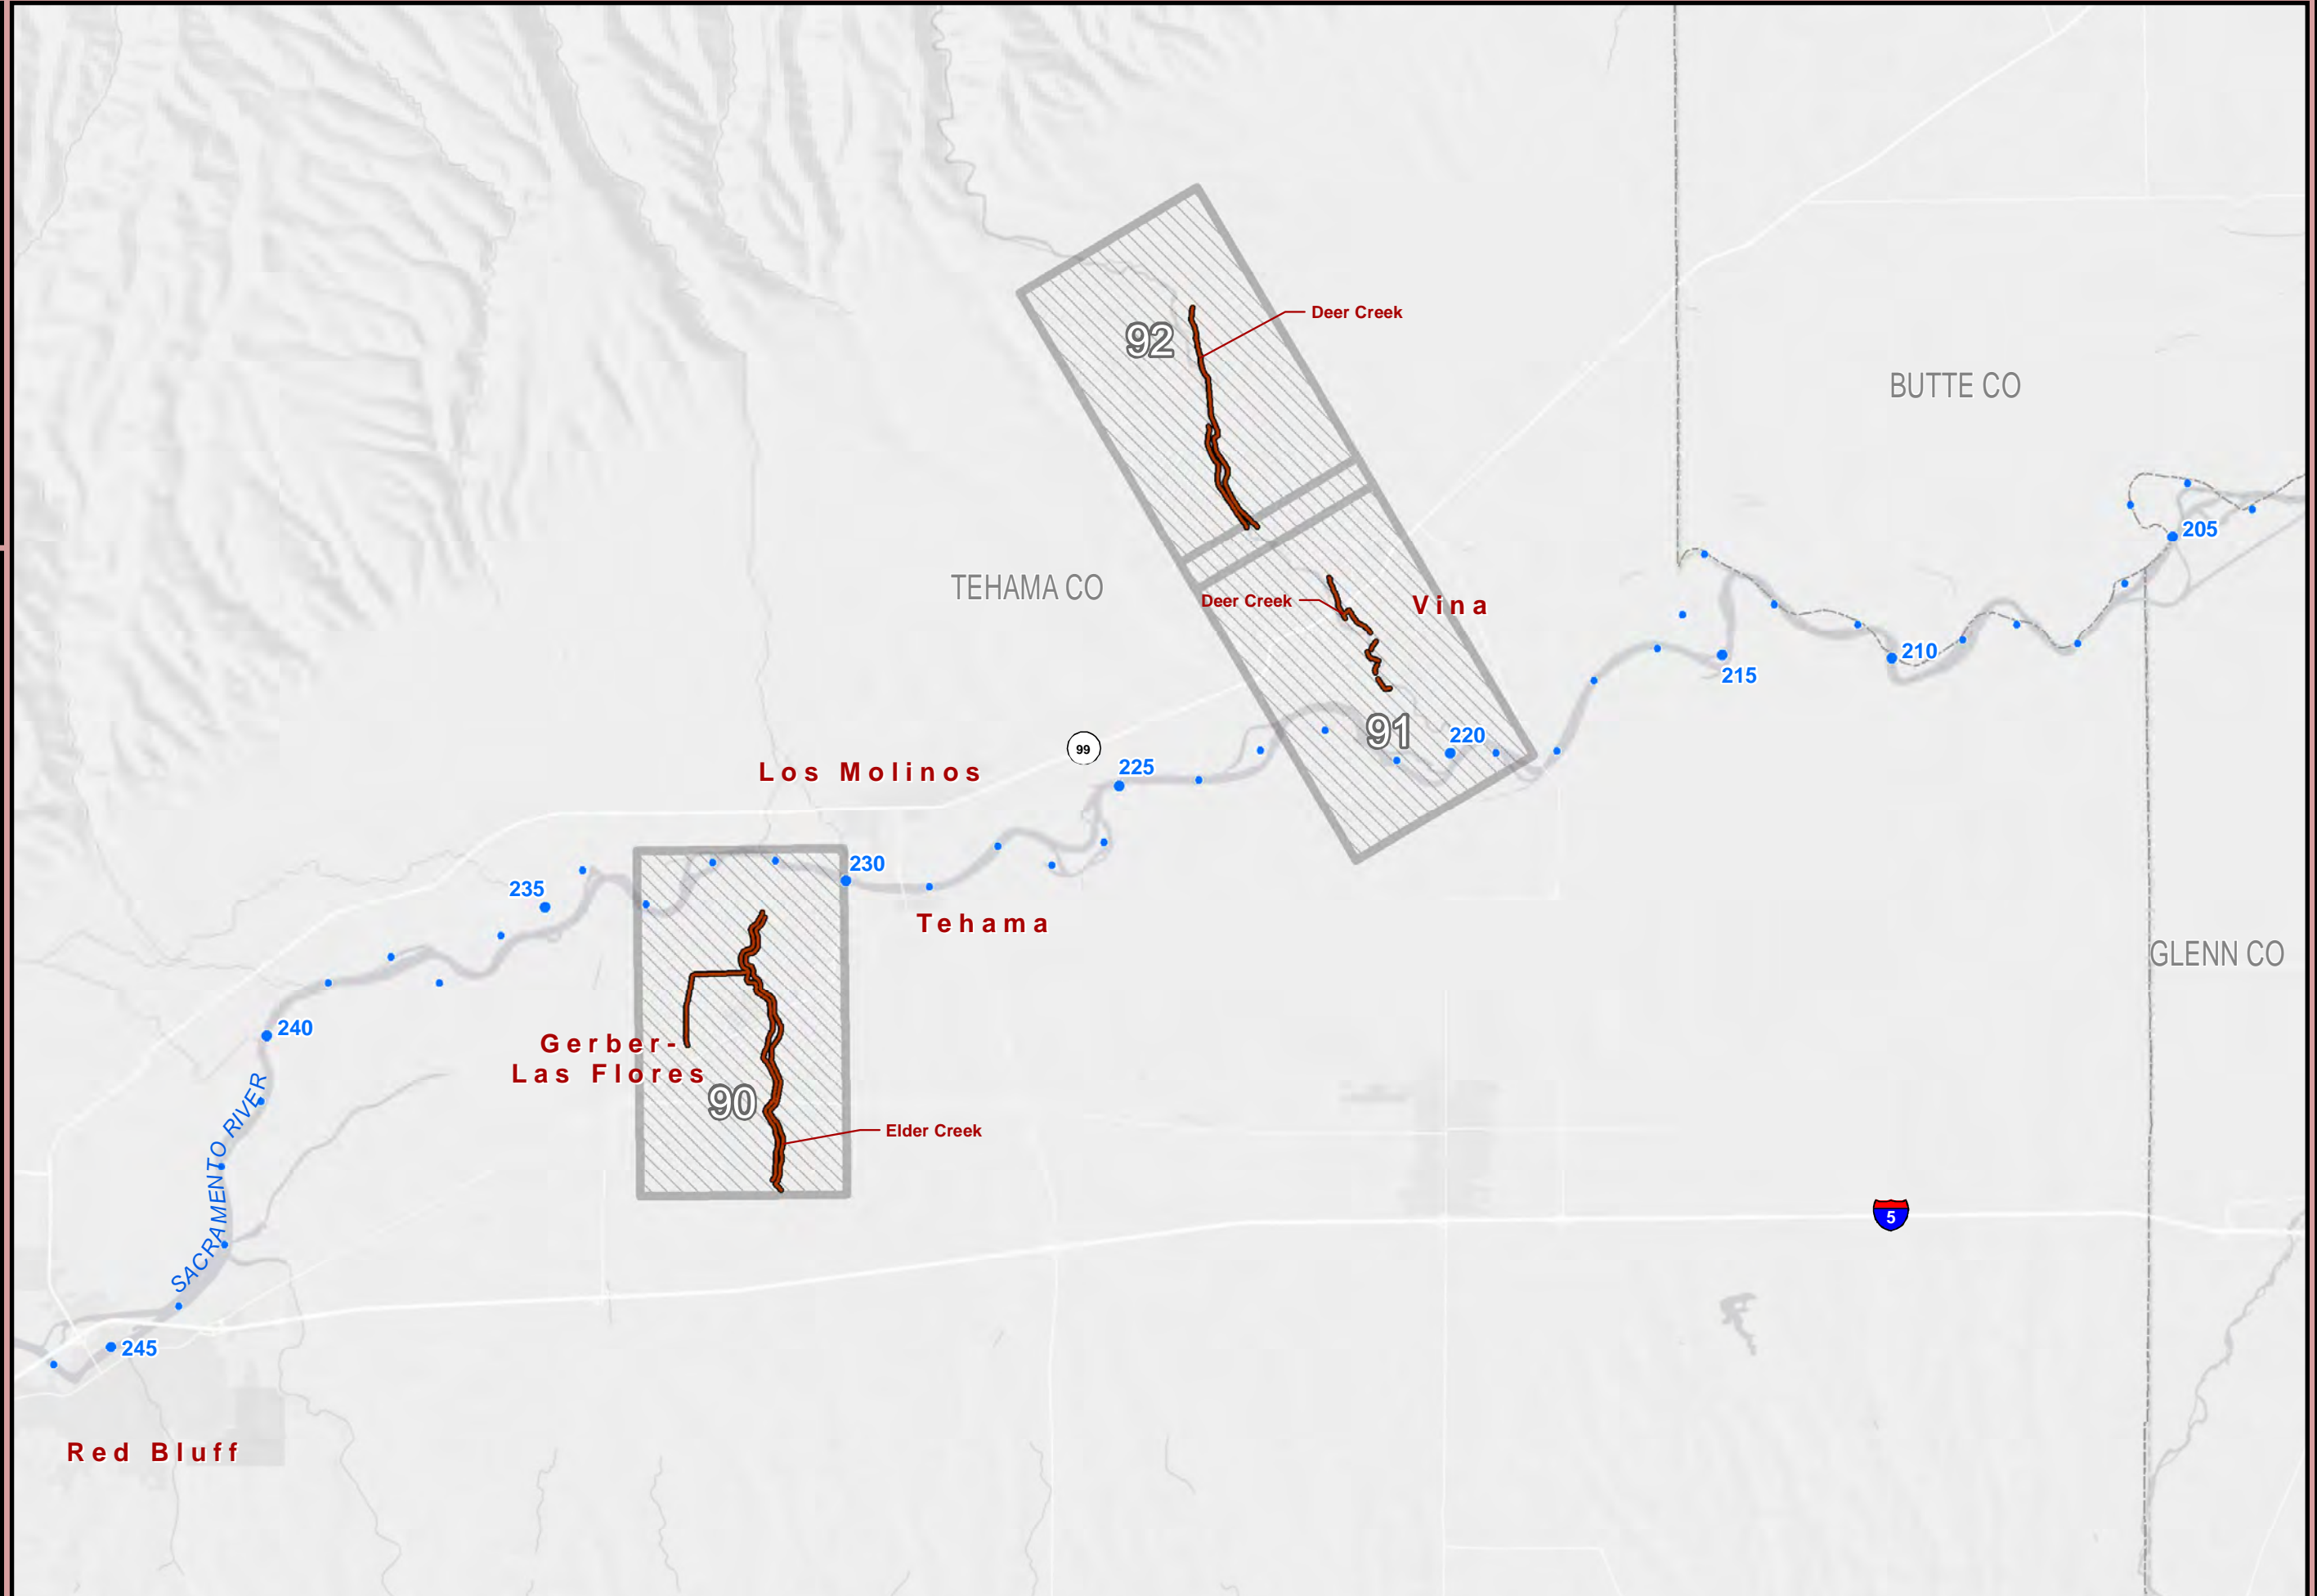 Deer Creek
92
BUTTE CO
205
TEHAMA CO
Deer Creek
Vina
210
215
91
220
99
Los Molinos
225
230
235
Tehama
GLENN CO
240
Gerber-
Las Flores
90
Elder Creek
SACRAMENTO RIVER
5
245
Red Bluff